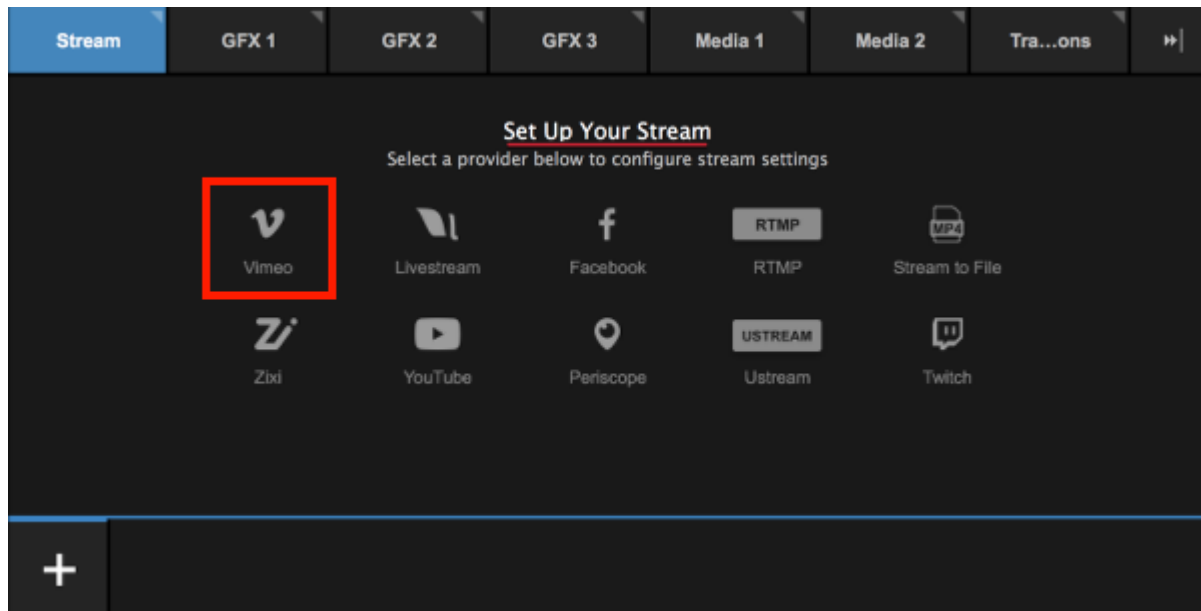 Stream GFX 1 GFX 2 GFX 3 Media 1 Media 2 Tra...ons
Set Up Your Stream
Select a provider below to configure stream settings
RTMP MP4
Vimeo Livestream Facebook RTMP Stream to File
Zi USTREAM
Zixi YouTube Periscope Ustream Twitch